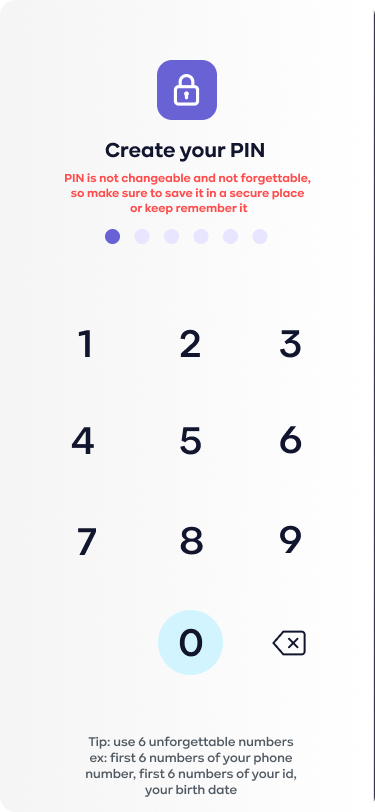 Create your PIN
PIN is not changeable and not forgettable,
so make sure to save it in a secure place
or keep remember it
1 2 3
4 5 6
7 8 9
0
Tip: use 6 unforgettable numbers
ex: first 6 numbers of your phone
number, first 6 numbers of your id,
your birth date